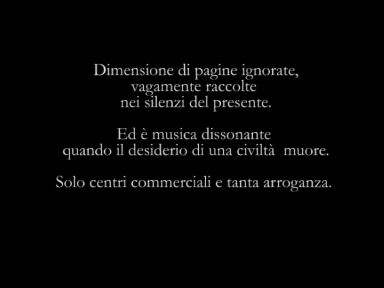 Dimensione di pagine ignorate,
vagamente raccolte
nei silenzi del presente.
Ed è musica dissonante
quando il desiderio di una civiltà muore.
Solo centri commerciali e tanta arroganza.